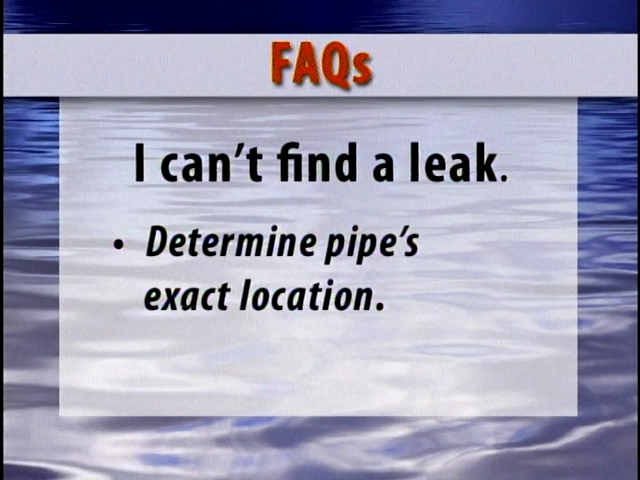 FAQs
I can't find a leak.
• Determine pipe's
exact location.